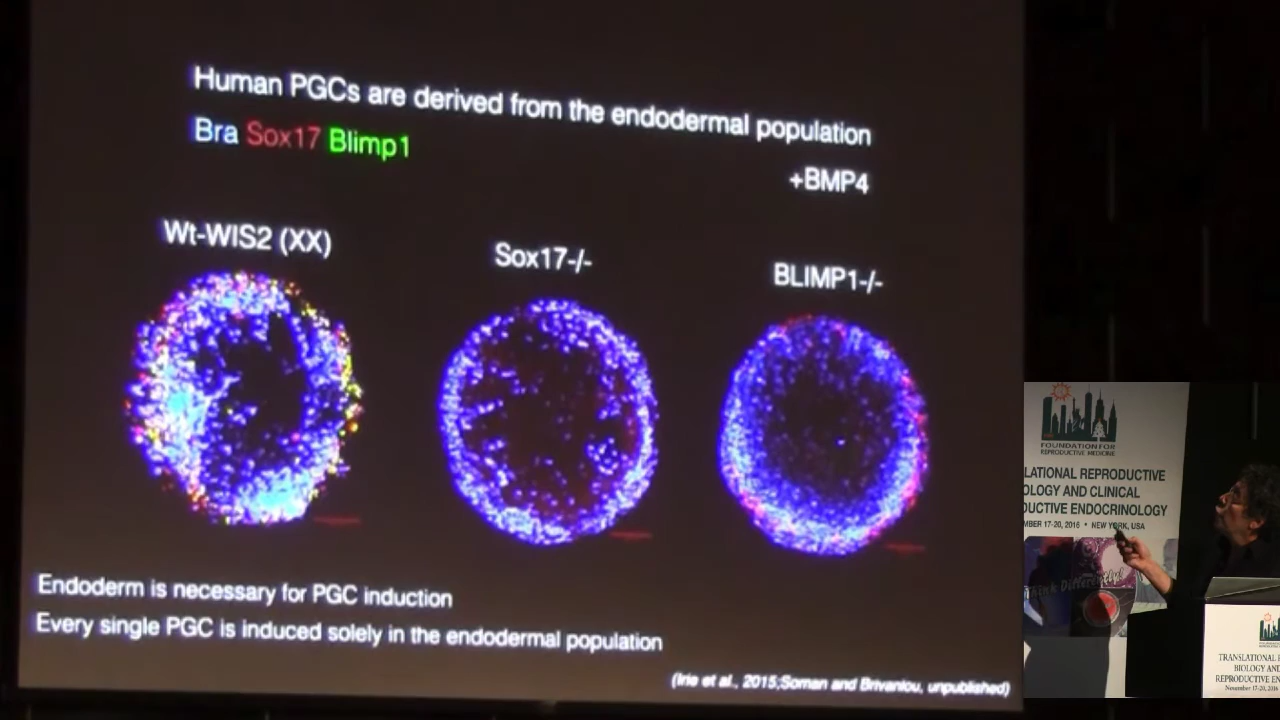 Human PGCs are derived from the endodermal population
Bra Sox17 Blimp1
+BMP4
Wt-WIS2 (XX)
Sox17-/-
BLIMP1-/-
Endoderm is necessary for PGC induction
Every single PGC is induced solely in the endodermal population
(Irie et al., 2015,Soman and Brivanlou, unpublished)
FOUNDATION FOR
REPRODUCTIVE MEDICINE
LATIONAL REPRODUCTIVE
OLOGY AND CLINICAL
DUCTIVE ENDOCRINOLOGY
MBER 17-20, 2016 • NEW YORK, USA
Think Differently!
TRANSLATIONAL
BIOLOGY AND
REPRODUCTIVE EN
November 17-20, 2016